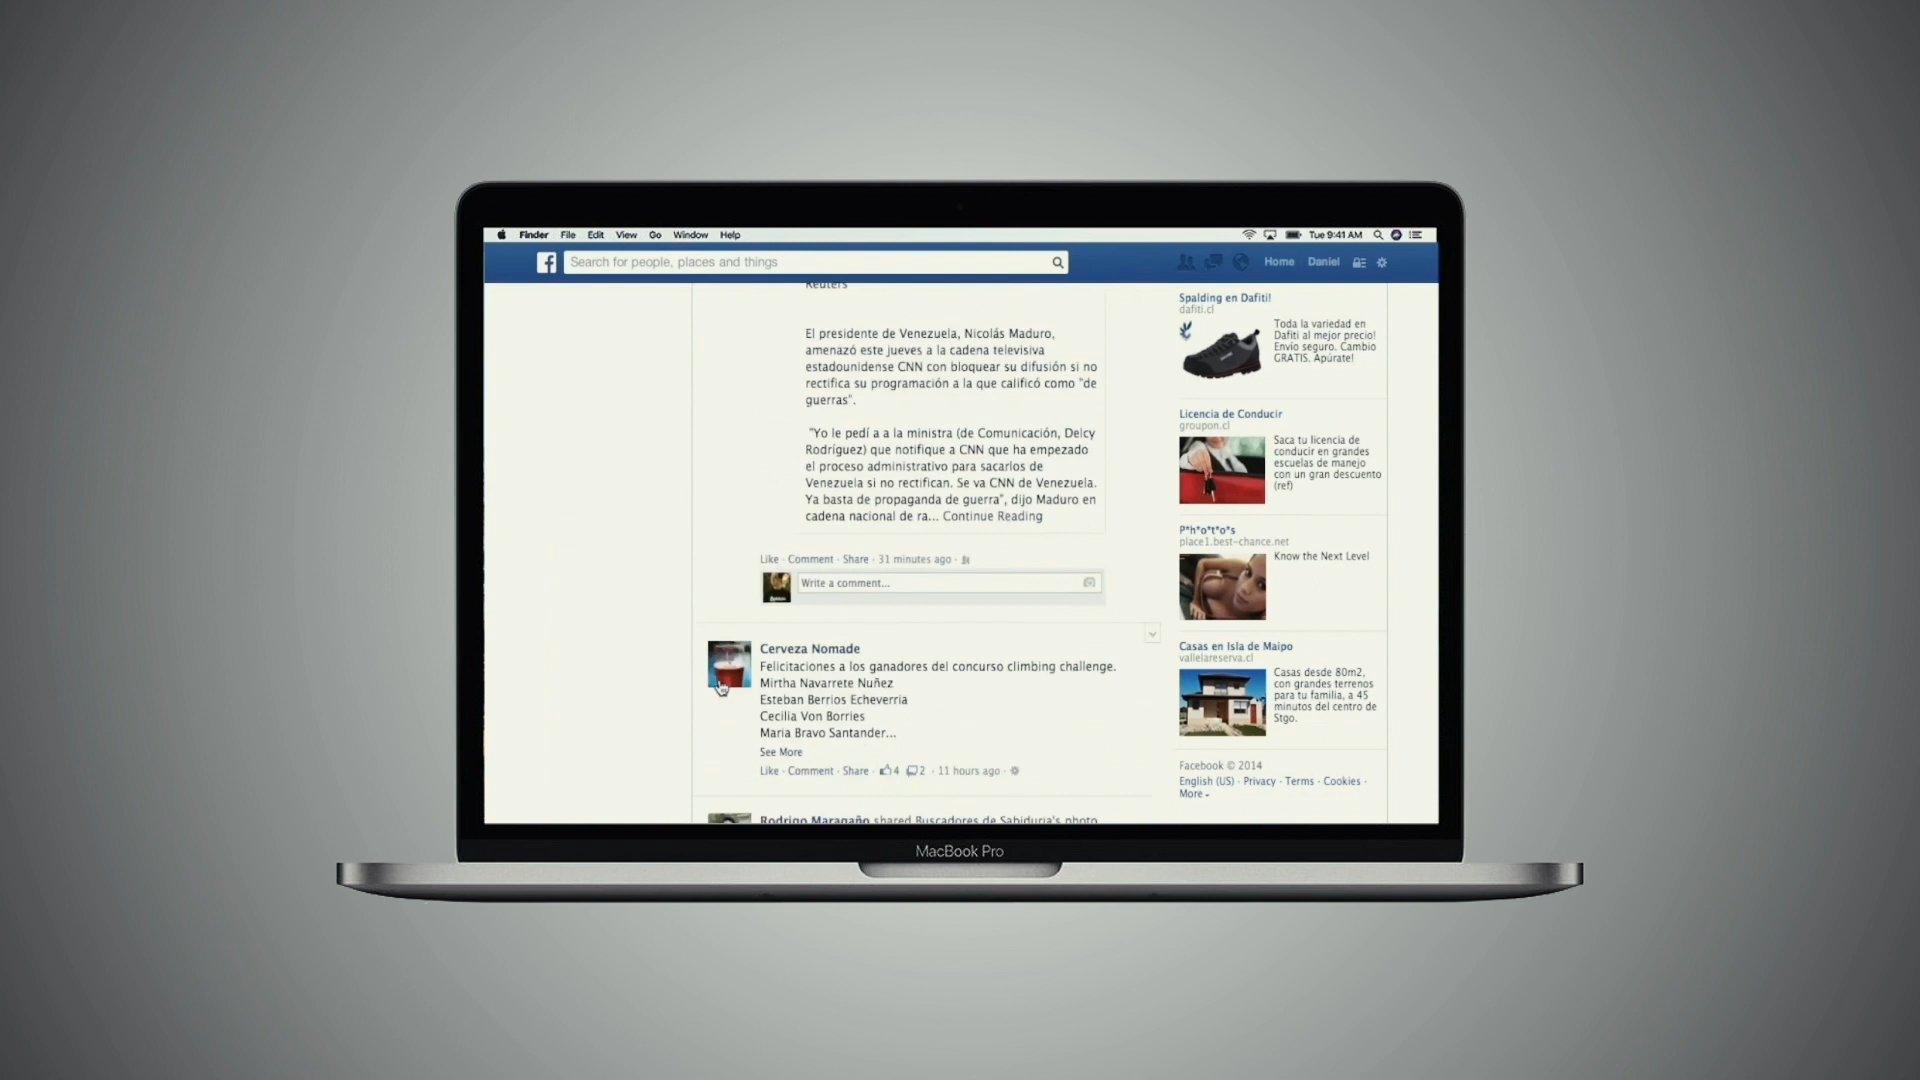 Finder File Edit View Go Window Help
Tue 9:41 AM
f
Search for people, places and things
Home Daniel
Reuters
El presidente de Venezuela, Nicolás Maduro,
amenazó este jueves a la cadena televisiva
estadounidense CNN con bloquear su difusión si no
rectifica su programación a la que calificó como "de
guerras".
"Yo le pedí a a la ministra (de Comunicación, Delcy
Rodríguez) que notifique a CNN que ha empezado
el proceso administrativo para sacarlos de
Venezuela si no rectifican. Se va CNN de Venezuela.
Ya basta de propaganda de guerra", dijo Maduro en
cadena nacional de ra... Continue Reading
Like · Comment · Share · 31 minutes ago ·
Write a comment...
Cerveza Nomade
Felicitaciones a los ganadores del concurso climbing challenge.
Mirtha Navarrete Nuñez
Esteban Berrios Echeverria
Cecilia Von Borries
Maria Bravo Santander...
See More
Like · Comment · Share · 4 2 · 11 hours ago ·
Rodrigo Maragaño shared Buscadores de Sabiduria's photo
Spalding en Dafiti!
dafiti.cl
Toda la variedad en
Dafiti al mejor precio!
Envío seguro. Cambio
GRATIS. Apúrate!
Licencia de Conducir
groupon.cl
Saca tu licencia de
conducir en grandes
escuelas de manejo
con un gran descuento
(ref)
P*h*o*t*o*s
place1.best-chance.net
Know the Next Level
Casas en Isla de Maipo
vallelareserva.cl
Casas desde 80m2,
con grandes terrenos
para tu familia, a 45
minutos del centro de
Stgo.
Facebook © 2014
English (US) · Privacy · Terms · Cookies ·
More
MacBook Pro